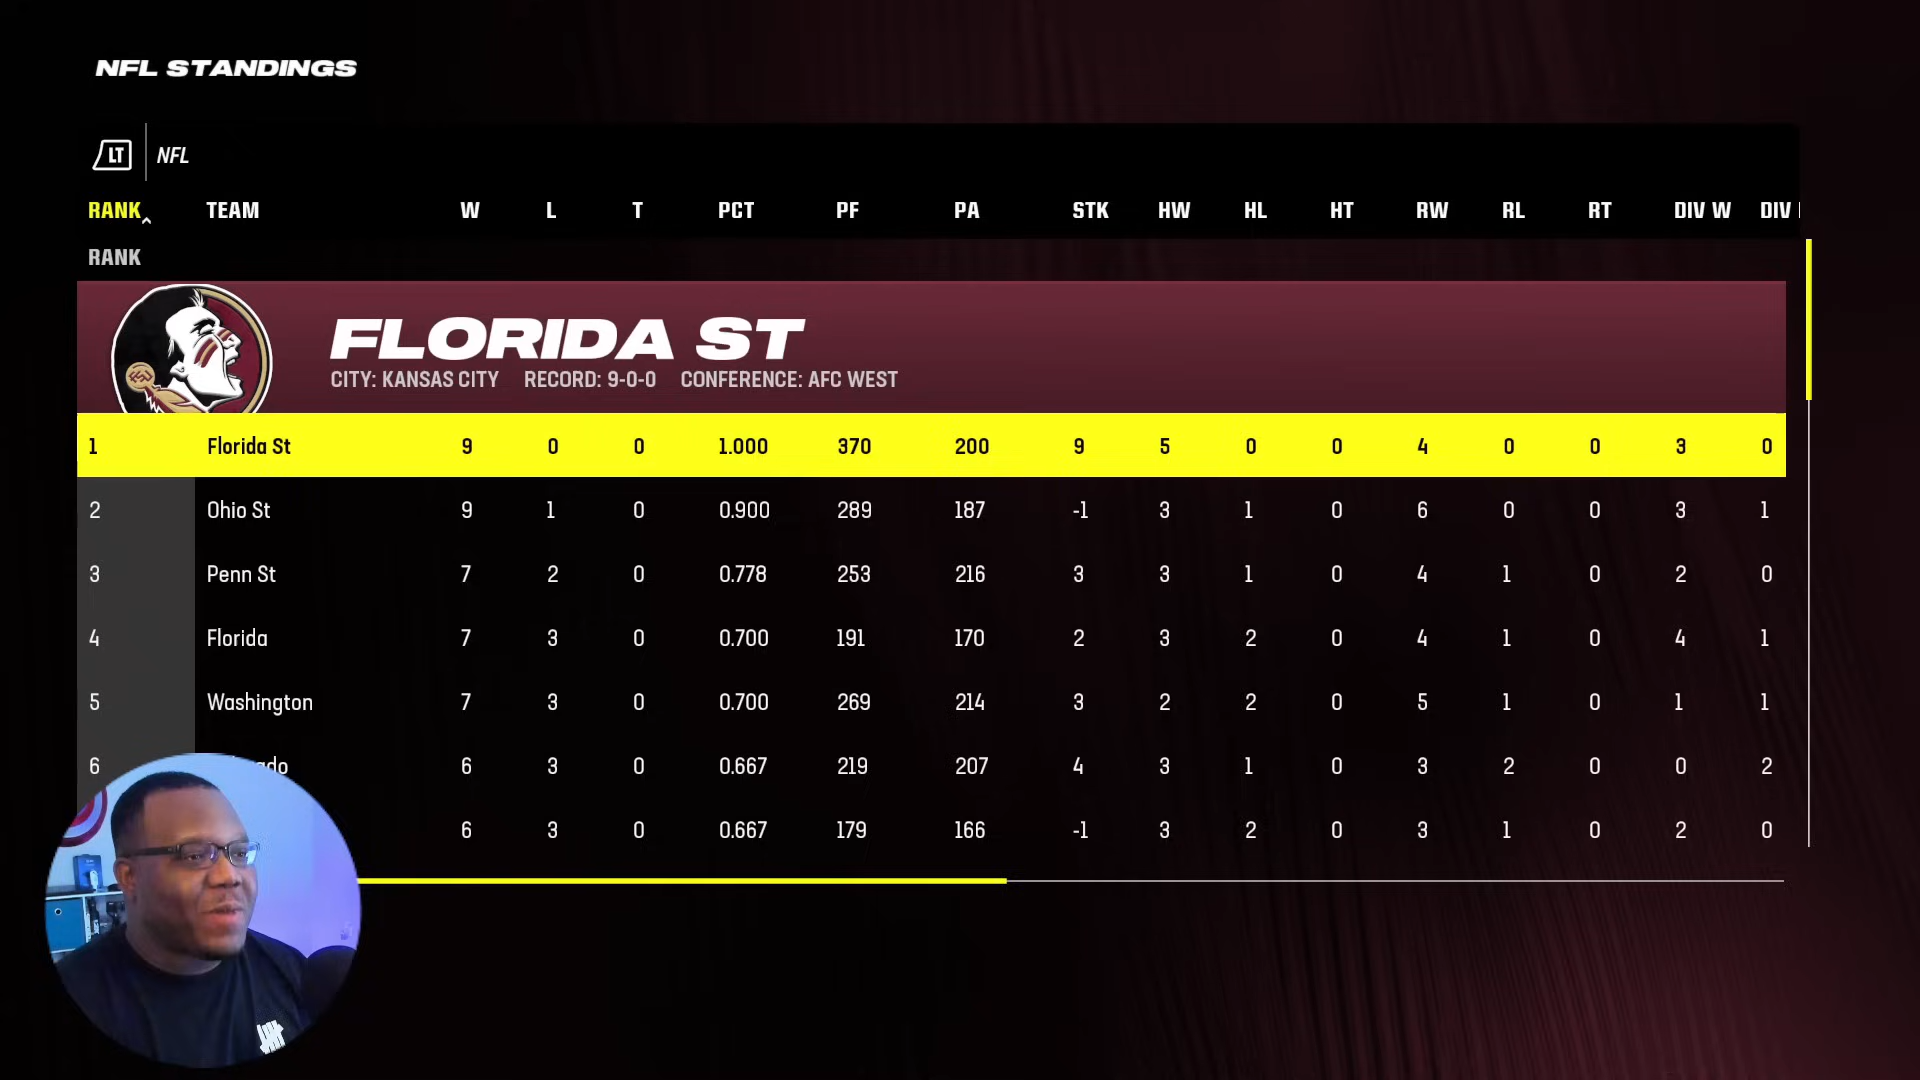 NFL STANDINGS
LT NFL
RANK TEAM W L T PCT PF PA STK HW HL HT RW RL RT DIV W DIV
RANK
FLORIDA ST
CITY: KANSAS CITY RECORD: 9-0-0 CONFERENCE: AFC WEST
1 Florida St 9 0 0 1.000 370 200 9 5 0 0 4 0 0 3 0
2 Ohio St 9 1 0 0.900 289 187 -1 3 1 0 6 0 0 3 1
3 Penn St 7 2 0 0.778 253 216 3 3 1 0 4 1 0 2 0
4 Florida 7 3 0 0.700 191 170 2 3 2 0 4 1 0 4 1
5 Washington 7 3 0 0.700 269 214 3 2 2 0 5 1 0 1 1
6 6 3 0 0.667 219 207 4 3 1 0 3 2 0 0 2
6 3 0 0.667 179 166 -1 3 2 0 3 1 0 2 0